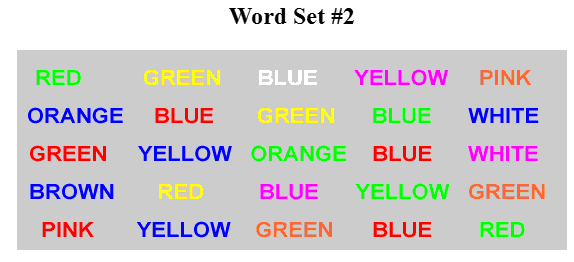 Word Set #2
RED GREEN BLUE YELLOW PINK
ORANGE BLUE GREEN BLUE WHITE
GREEN YELLOW ORANGE BLUE WHITE
BROWN RED BLUE YELLOW GREEN
PINK YELLOW GREEN BLUE RED